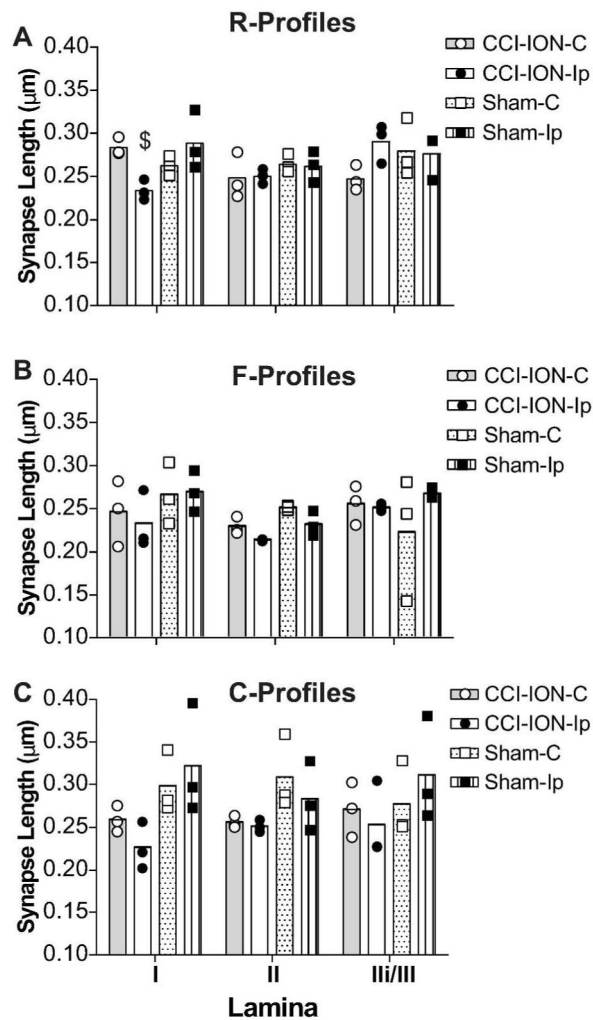 A
R-Profiles
Synapse Length (μm)
0.40
0.35
0.30
0.25
0.20
0.15
0.10
$
CCI-ION-C
CCI-ION-Ip
Sham-C
Sham-Ip
B
F-Profiles
Synapse Length (μm)
0.40
0.35
0.30
0.25
0.20
0.15
0.10
CCI-ION-C
CCI-ION-Ip
Sham-C
Sham-Ip
C
C-Profiles
Synapse Length (μm)
0.40
0.35
0.30
0.25
0.20
0.15
0.10
CCI-ION-C
CCI-ION-Ip
Sham-C
Sham-Ip
I II IIi/III
Lamina